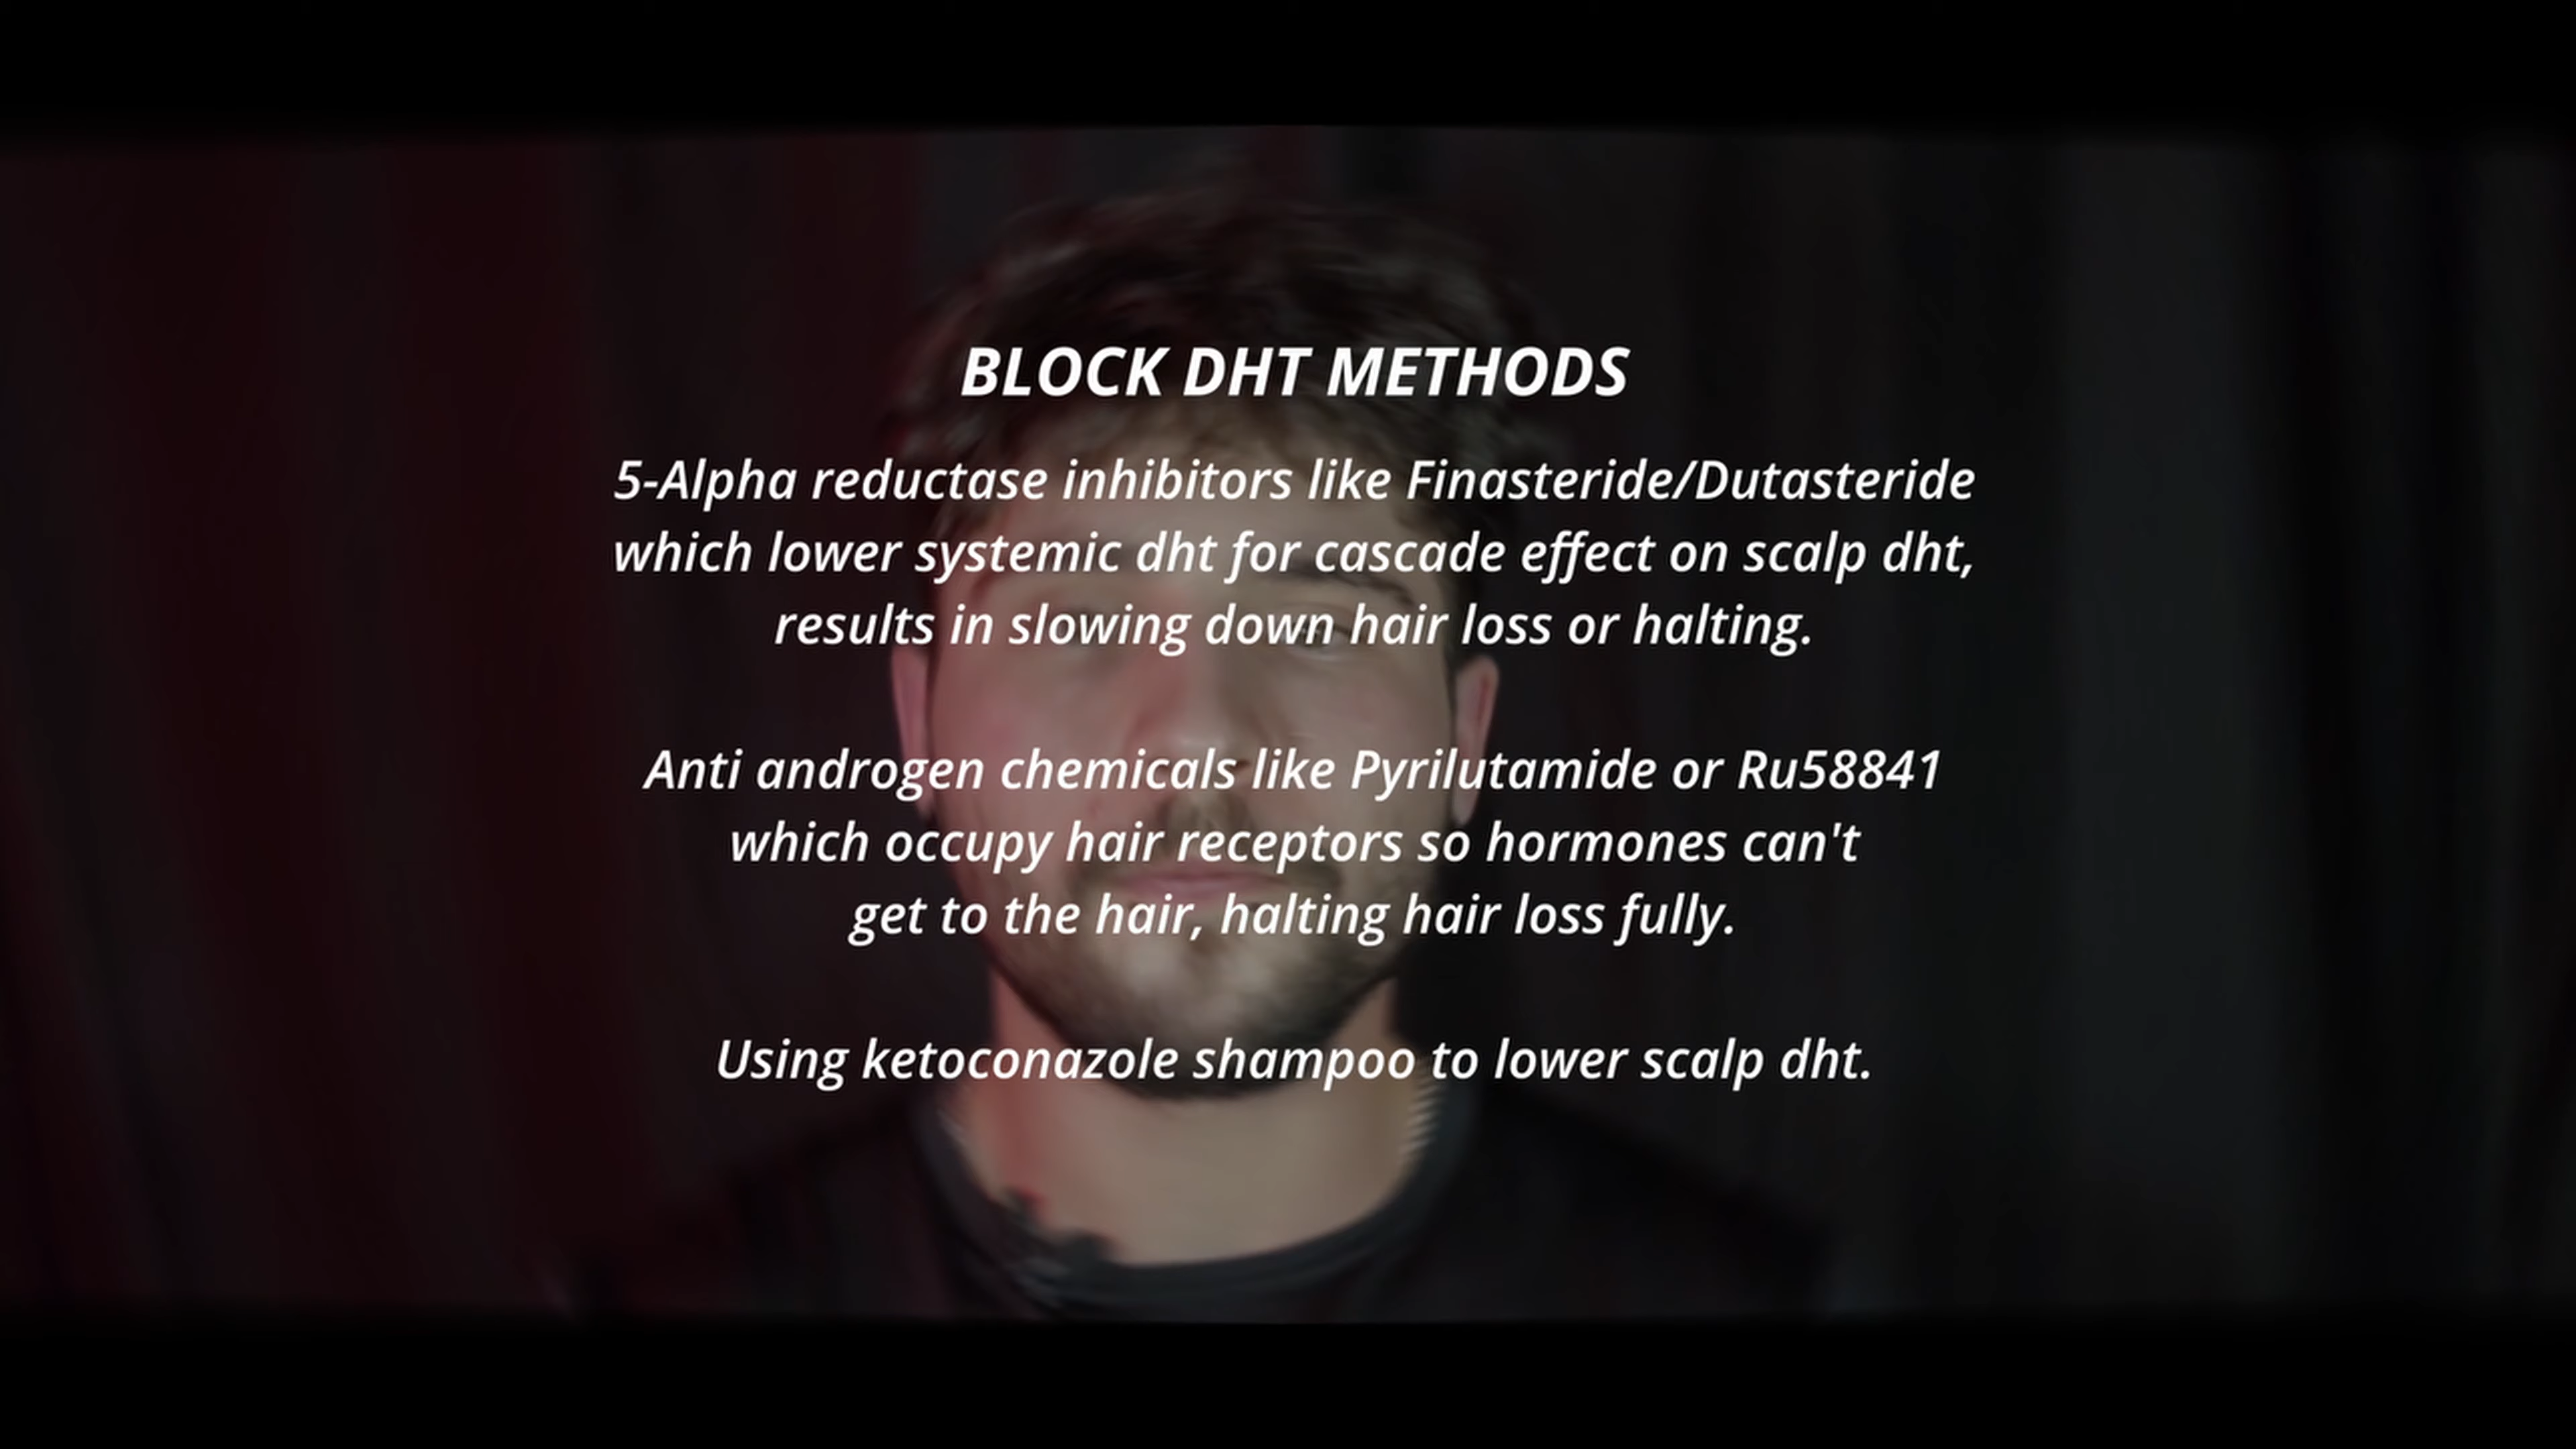 BLOCK DHT METHODS
5-Alpha reductase inhibitors like Finasteride/Dutasteride
which lower systemic dht for cascade effect on scalp dht,
results in slowing down hair loss or halting.
Anti androgen chemicals like Pyrilutamide or Ru58841
which occupy hair receptors so hormones can't
get to the hair, halting hair loss fully.
Using ketoconazole shampoo to lower scalp dht.